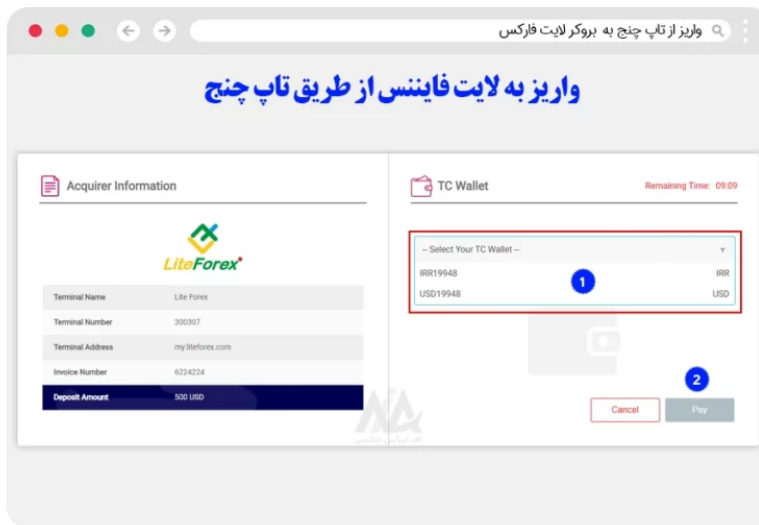 واریز از تاپ چنج به بروکر لایت فارکس
واریز به لایت فایننس از طریق تاپ چنج
Acquirer Information
LiteForex
Terminal Name Lite Forex
Terminal Number 300307
Terminal Address my.liteforex.com
Invoice Number 6224224
Deposit Amount 500 USD
TC Wallet Remaining Time: 09:09
-- Select Your TC Wallet --
IRR19948 IRR
USD19948 USD
1
2
Cancel Pay